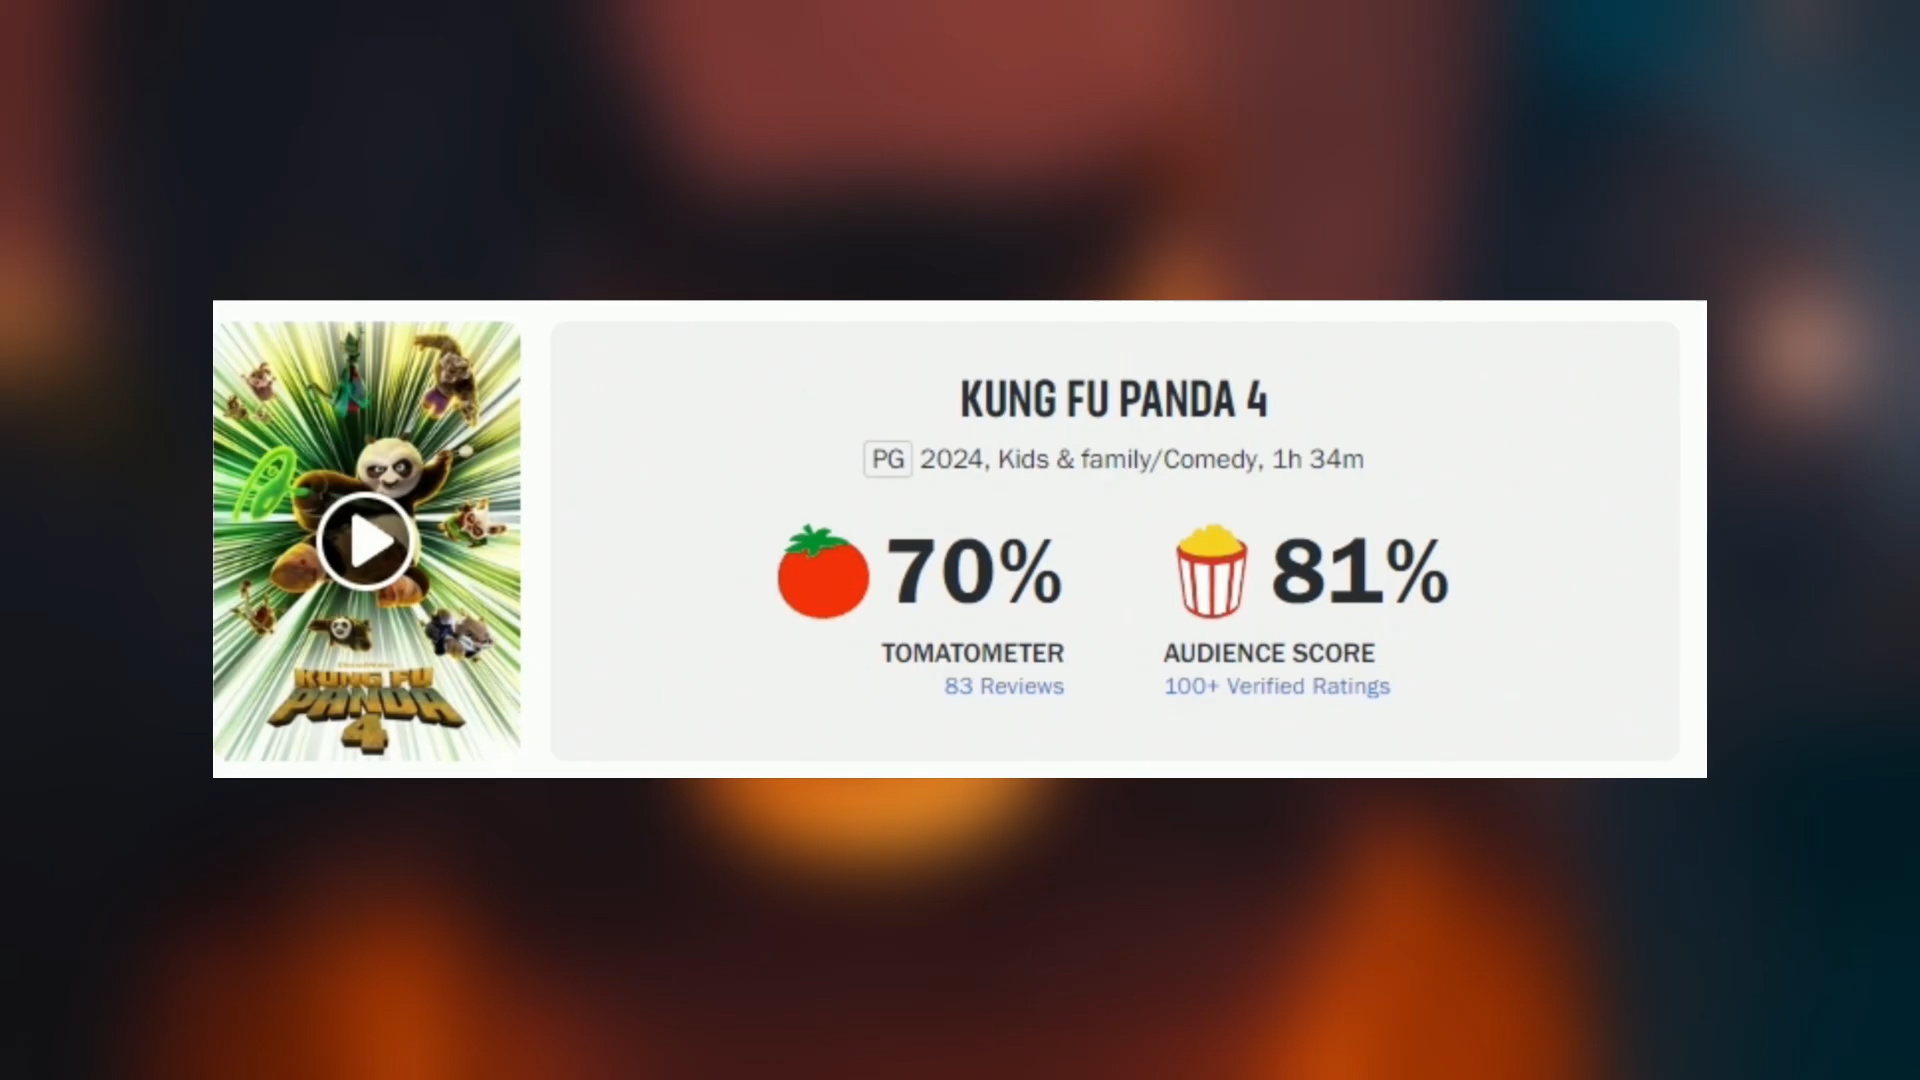 KUNG FU PANDA 4
PG 2024, Kids & family/Comedy, 1h 34m
70%
81%
TOMATOMETER
AUDIENCE SCORE
83 Reviews
100+ Verified Ratings
KUNG FU
PANDA
4